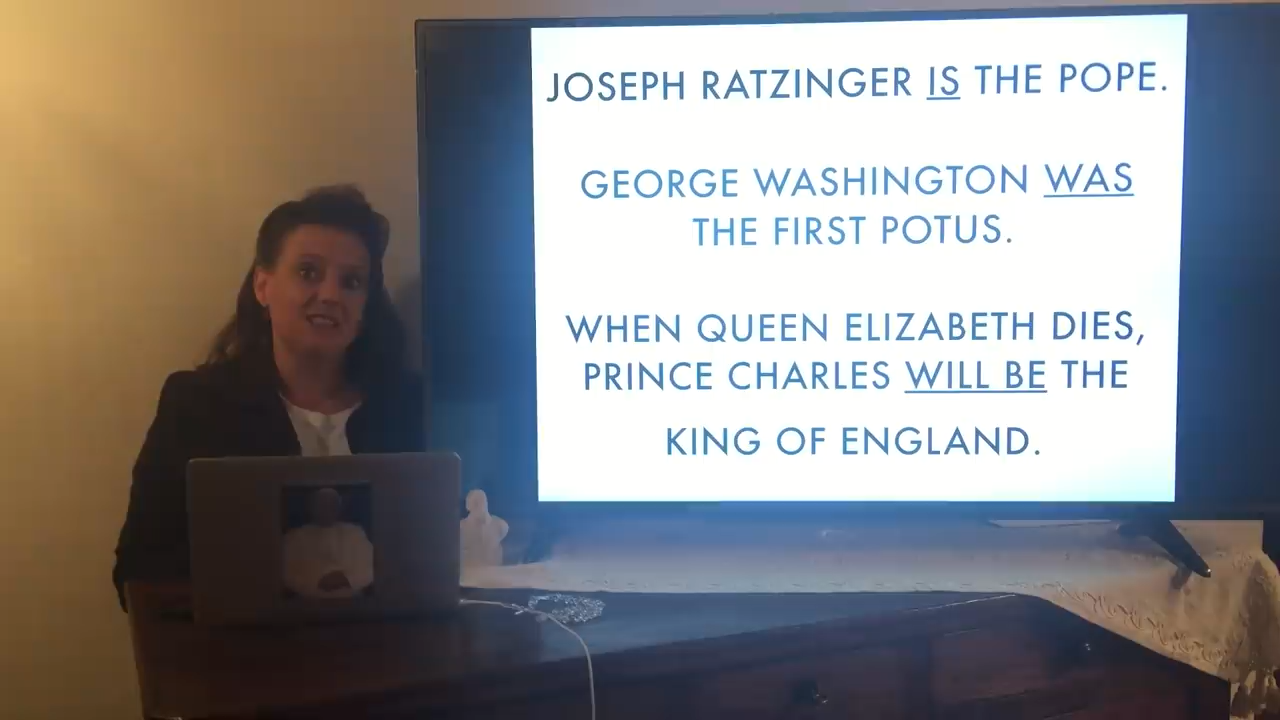 JOSEPH RATZINGER IS THE POPE.
GEORGE WASHINGTON WAS
THE FIRST POTUS.
WHEN QUEEN ELIZABETH DIES,
PRINCE CHARLES WILL BE THE
KING OF ENGLAND.